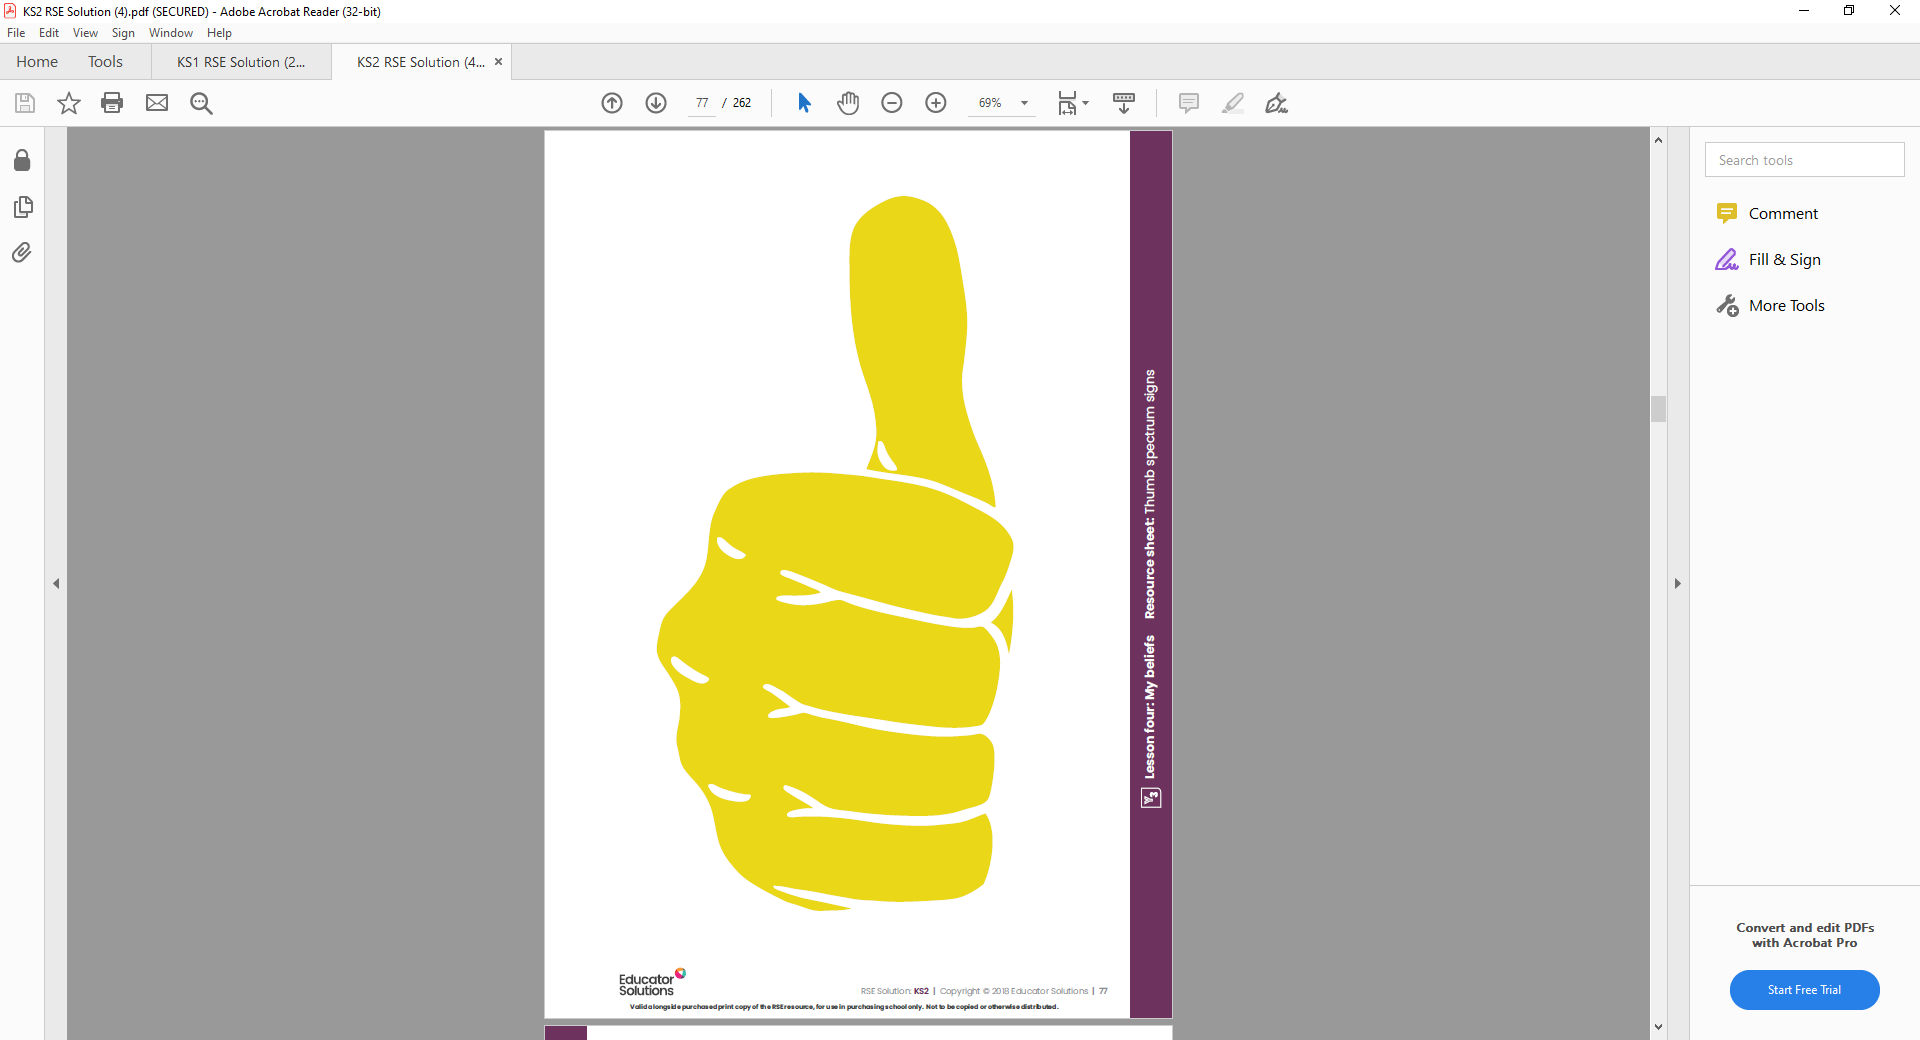 KS2 RSE Solution (4).pdf (SECURED) - Adobe Acrobat Reader (32-bit)
File Edit View Sign Window Help
Home Tools KS1 RSE Solution (2... KS2 RSE Solution (4... ×
77 / 262 69%
Search tools
Comment
Fill & Sign
More Tools
Lesson four: My beliefs Resource sheet: Thumb spectrum signs
Y3
Educator
Solutions
RSE Solution: KS2 | Copyright © 2018 Educator Solutions | 77
Valid alongside purchased print copy of the RSE resource, for use in purchasing school only. Not to be copied or otherwise distributed.
Convert and edit PDFs
with Acrobat Pro
Start Free Trial